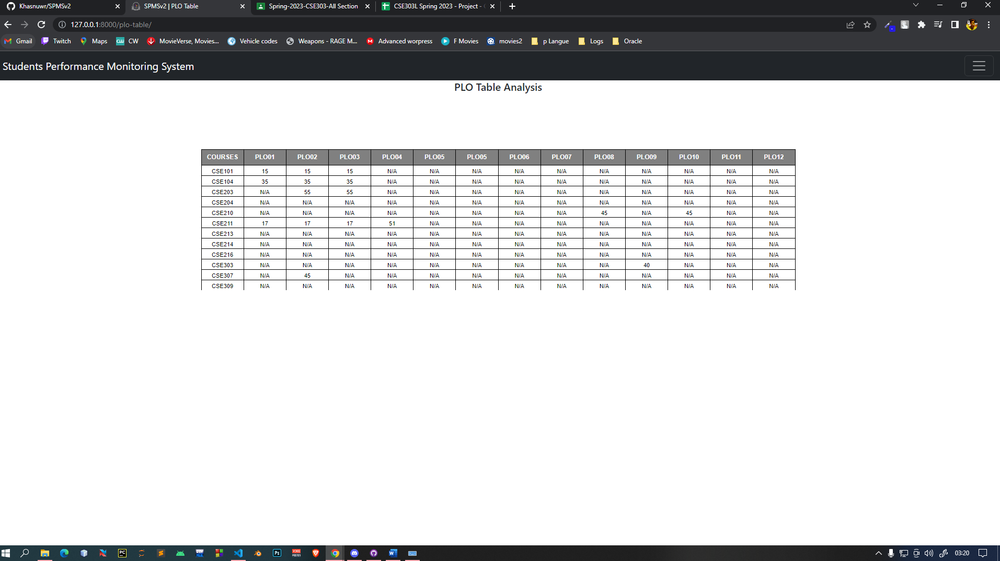 Khasnuwr/SPMSv2 SPMSv2 | PLO Table Spring-2023-CSE303-All Section CSE303L Spring 2023 - Project -
127.0.0.1:8000/plo-table/
Gmail Twitch Maps CW MovieVerse, Movies... Vehicle codes Weapons - RAGE M... Advanced worpress F Movies movies2 p Langue Logs Oracle
Students Performance Monitoring System
PLO Table Analysis
COURSES PLO01 PLO02 PLO03 PLO04 PLO05 PLO05 PLO06 PLO07 PLO08 PLO09 PLO10 PLO11 PLO12
CSE101 15 15 15 N/A N/A N/A N/A N/A N/A N/A N/A N/A N/A
CSE104 35 35 35 N/A N/A N/A N/A N/A N/A N/A N/A N/A N/A
CSE203 N/A 55 55 N/A N/A N/A N/A N/A N/A N/A N/A N/A N/A
CSE204 N/A N/A N/A N/A N/A N/A N/A N/A N/A N/A N/A N/A N/A
CSE210 N/A N/A N/A N/A N/A N/A N/A N/A 45 N/A 45 N/A N/A
CSE211 17 17 17 51 N/A N/A N/A N/A N/A N/A N/A N/A N/A
CSE213 N/A N/A N/A N/A N/A N/A N/A N/A N/A N/A N/A N/A N/A
CSE214 N/A N/A N/A N/A N/A N/A N/A N/A N/A N/A N/A N/A N/A
CSE216 N/A N/A N/A N/A N/A N/A N/A N/A N/A N/A N/A N/A N/A
CSE303 N/A N/A N/A N/A N/A N/A N/A N/A N/A 40 N/A N/A N/A
CSE307 N/A 45 N/A N/A N/A N/A N/A N/A N/A N/A N/A N/A N/A
CSE309 N/A N/A N/A N/A N/A N/A N/A N/A N/A N/A N/A N/A N/A
03:20